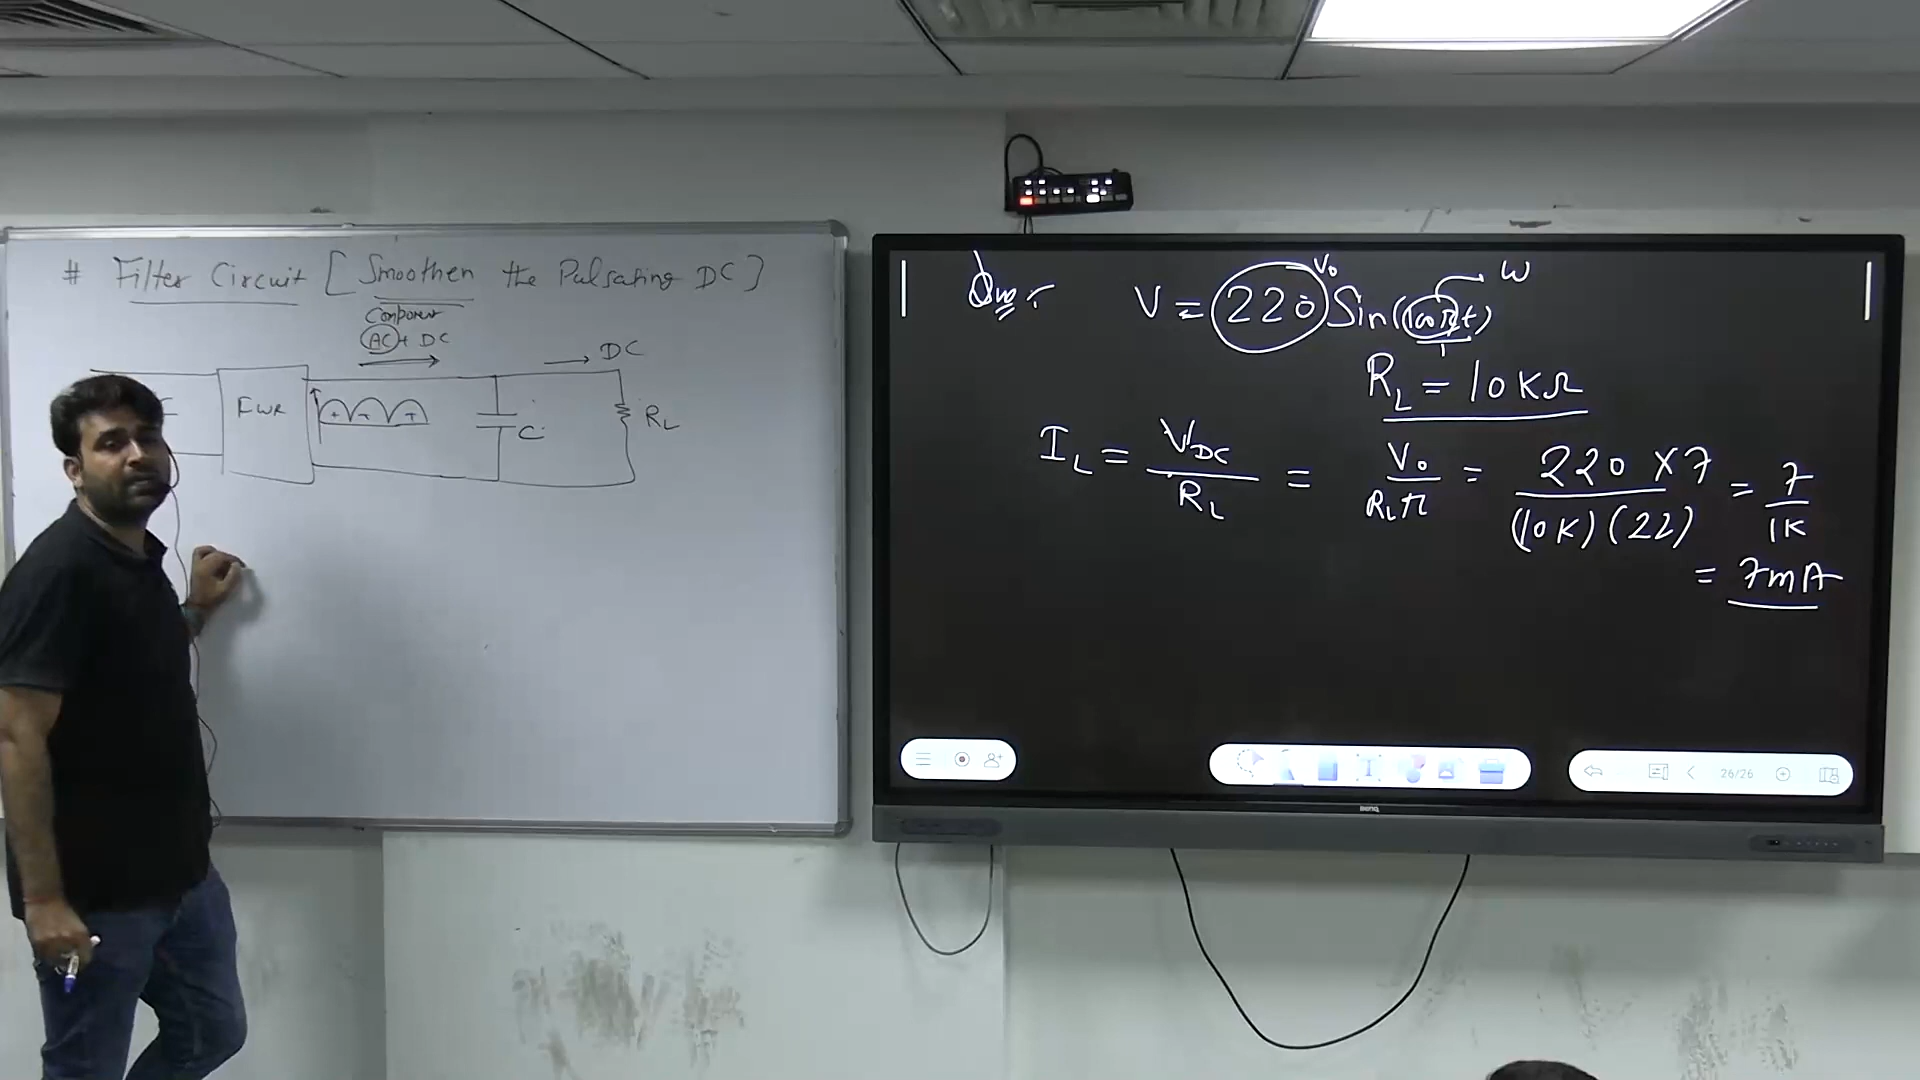 # Filter Circuit [ Smoothen the Pulsating DC ]
Component
AC + DC
DC
FWR
+ + +
C
RL
Que:
V = 220 Sin(100πt)
V₀
ω
RL = 10KΩ
IL = VDC / RL = V₀ / RLπ = 220 × 7 / (10K)(22) = 7 / 1K
= 7mA
26/26
BenQ